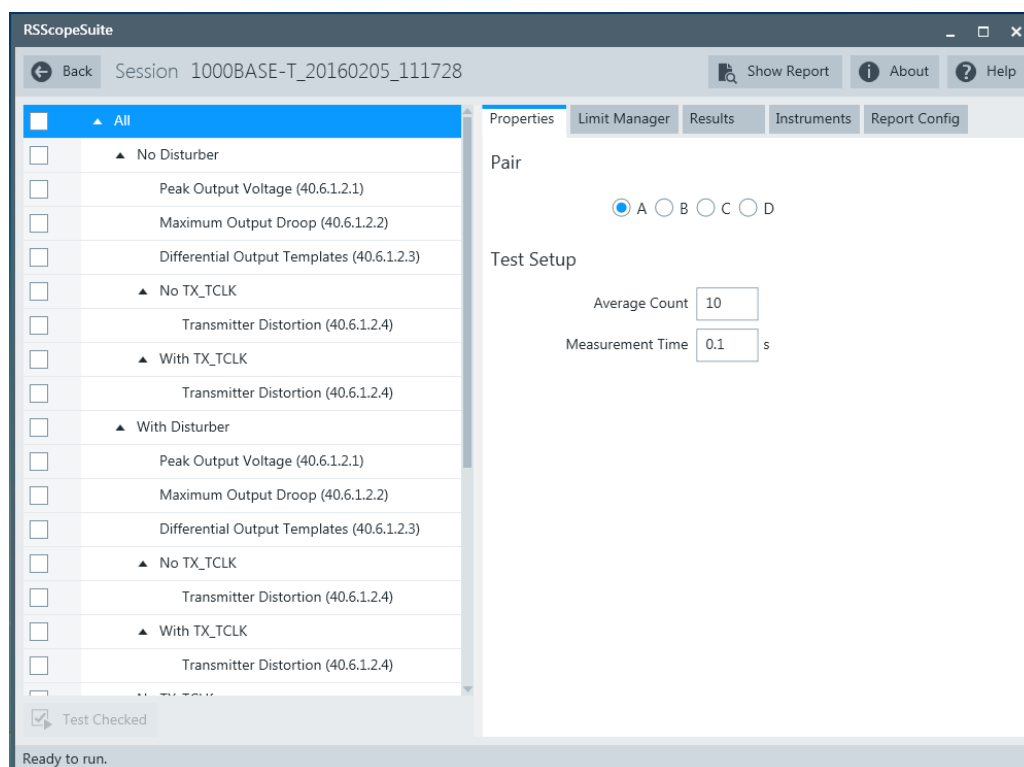 RSScopeSuite
Back Session 1000BASE-T_20160205_111728 Show Report About Help
All
No Disturber
Peak Output Voltage (40.6.1.2.1)
Maximum Output Droop (40.6.1.2.2)
Differential Output Templates (40.6.1.2.3)
No TX_TCLK
Transmitter Distortion (40.6.1.2.4)
With TX_TCLK
Transmitter Distortion (40.6.1.2.4)
With Disturber
Peak Output Voltage (40.6.1.2.1)
Maximum Output Droop (40.6.1.2.2)
Differential Output Templates (40.6.1.2.3)
No TX_TCLK
Transmitter Distortion (40.6.1.2.4)
With TX_TCLK
Transmitter Distortion (40.6.1.2.4)
Test Checked
Properties Limit Manager Results Instruments Report Config
Pair
A B C D
Test Setup
Average Count 10
Measurement Time 0.1 s
Ready to run.